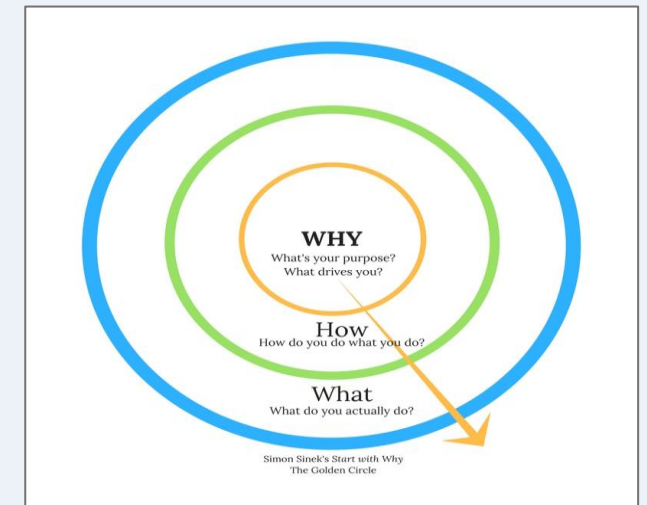 WHY
What's your purpose?
What drives you?
How
How do you do what you do?
What
What do you actually do?
Simon Sinek's Start with Why
The Golden Circle